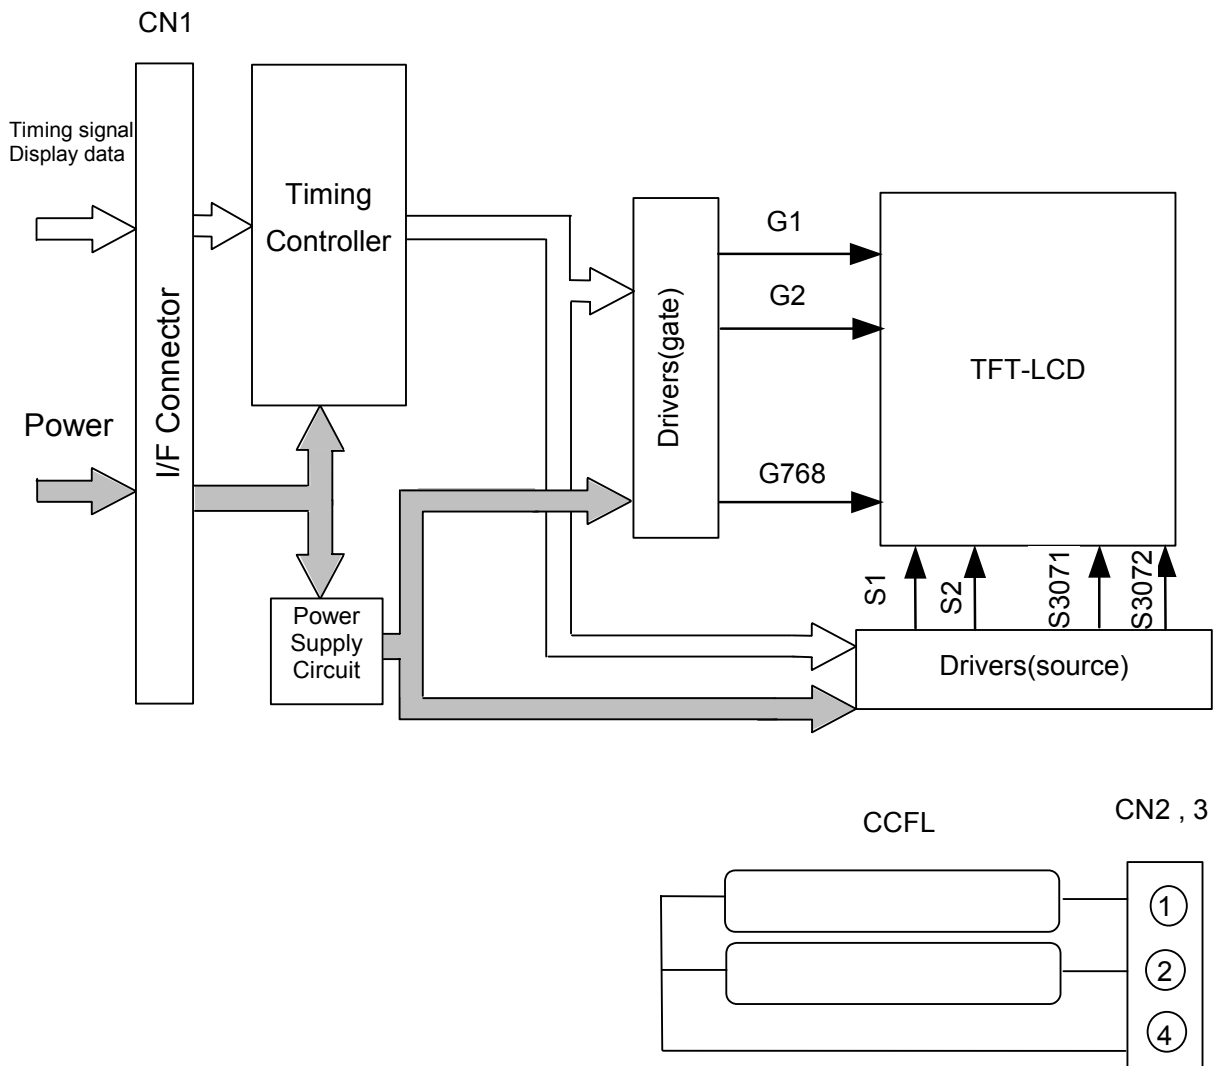 CN1
Timing signal
Display data
Timing
Controller
Power
I/F Connector
Drivers(gate)
G1
G2
G768
TFT-LCD
S1
S2
S3071
S3072
Power
Supply
Circuit
Drivers(source)
CCFL
CN2 , 3
1
2
4